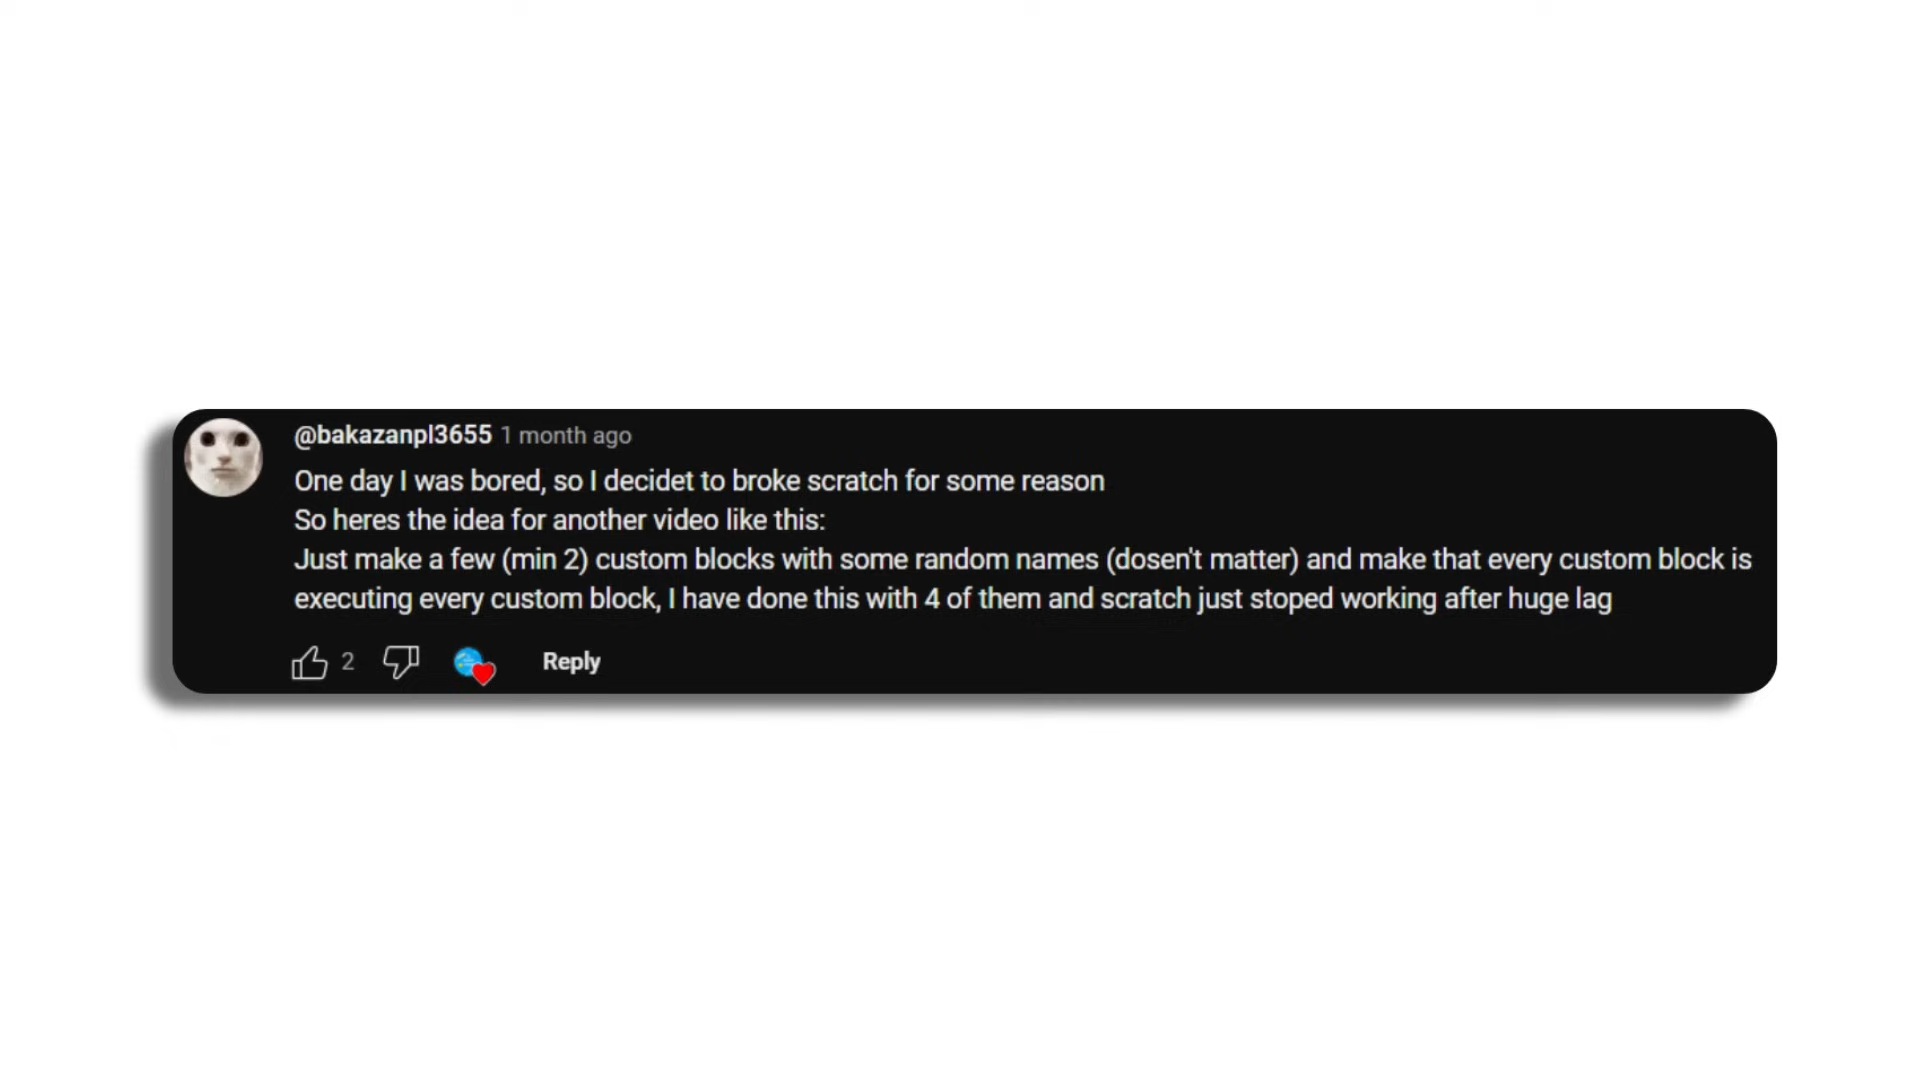 @bakazanpl3655 1 month ago
One day I was bored, so I decidet to broke scratch for some reason
So heres the idea for another video like this:
Just make a few (min 2) custom blocks with some random names (dosen't matter) and make that every custom block is
executing every custom block, I have done this with 4 of them and scratch just stoped working after huge lag
2 Reply